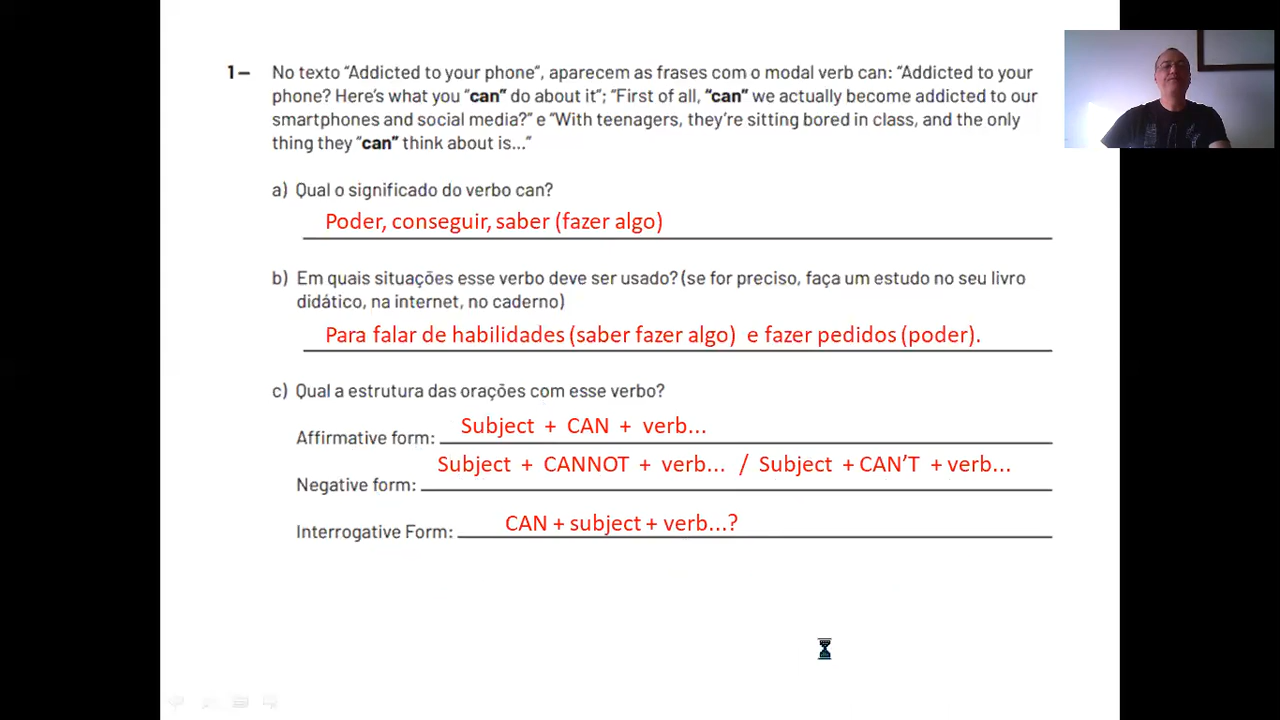 1 – No texto “Addicted to your phone”, aparecem as frases com o modal verb can: “Addicted to your
phone? Here’s what you “can” do about it”; “First of all, “can” we actually become addicted to our
smartphones and social media?” e “With teenagers, they’re sitting bored in class, and the only
thing they “can” think about is...”
a) Qual o significado do verbo can?
Poder, conseguir, saber (fazer algo)
b) Em quais situações esse verbo deve ser usado? (se for preciso, faça um estudo no seu livro
didático, na internet, no caderno)
Para falar de habilidades (saber fazer algo) e fazer pedidos (poder).
c) Qual a estrutura das orações com esse verbo?
Affirmative form: Subject + CAN + verb...
Negative form: Subject + CANNOT + verb... / Subject + CAN’T + verb...
Interrogative Form: CAN + subject + verb...?